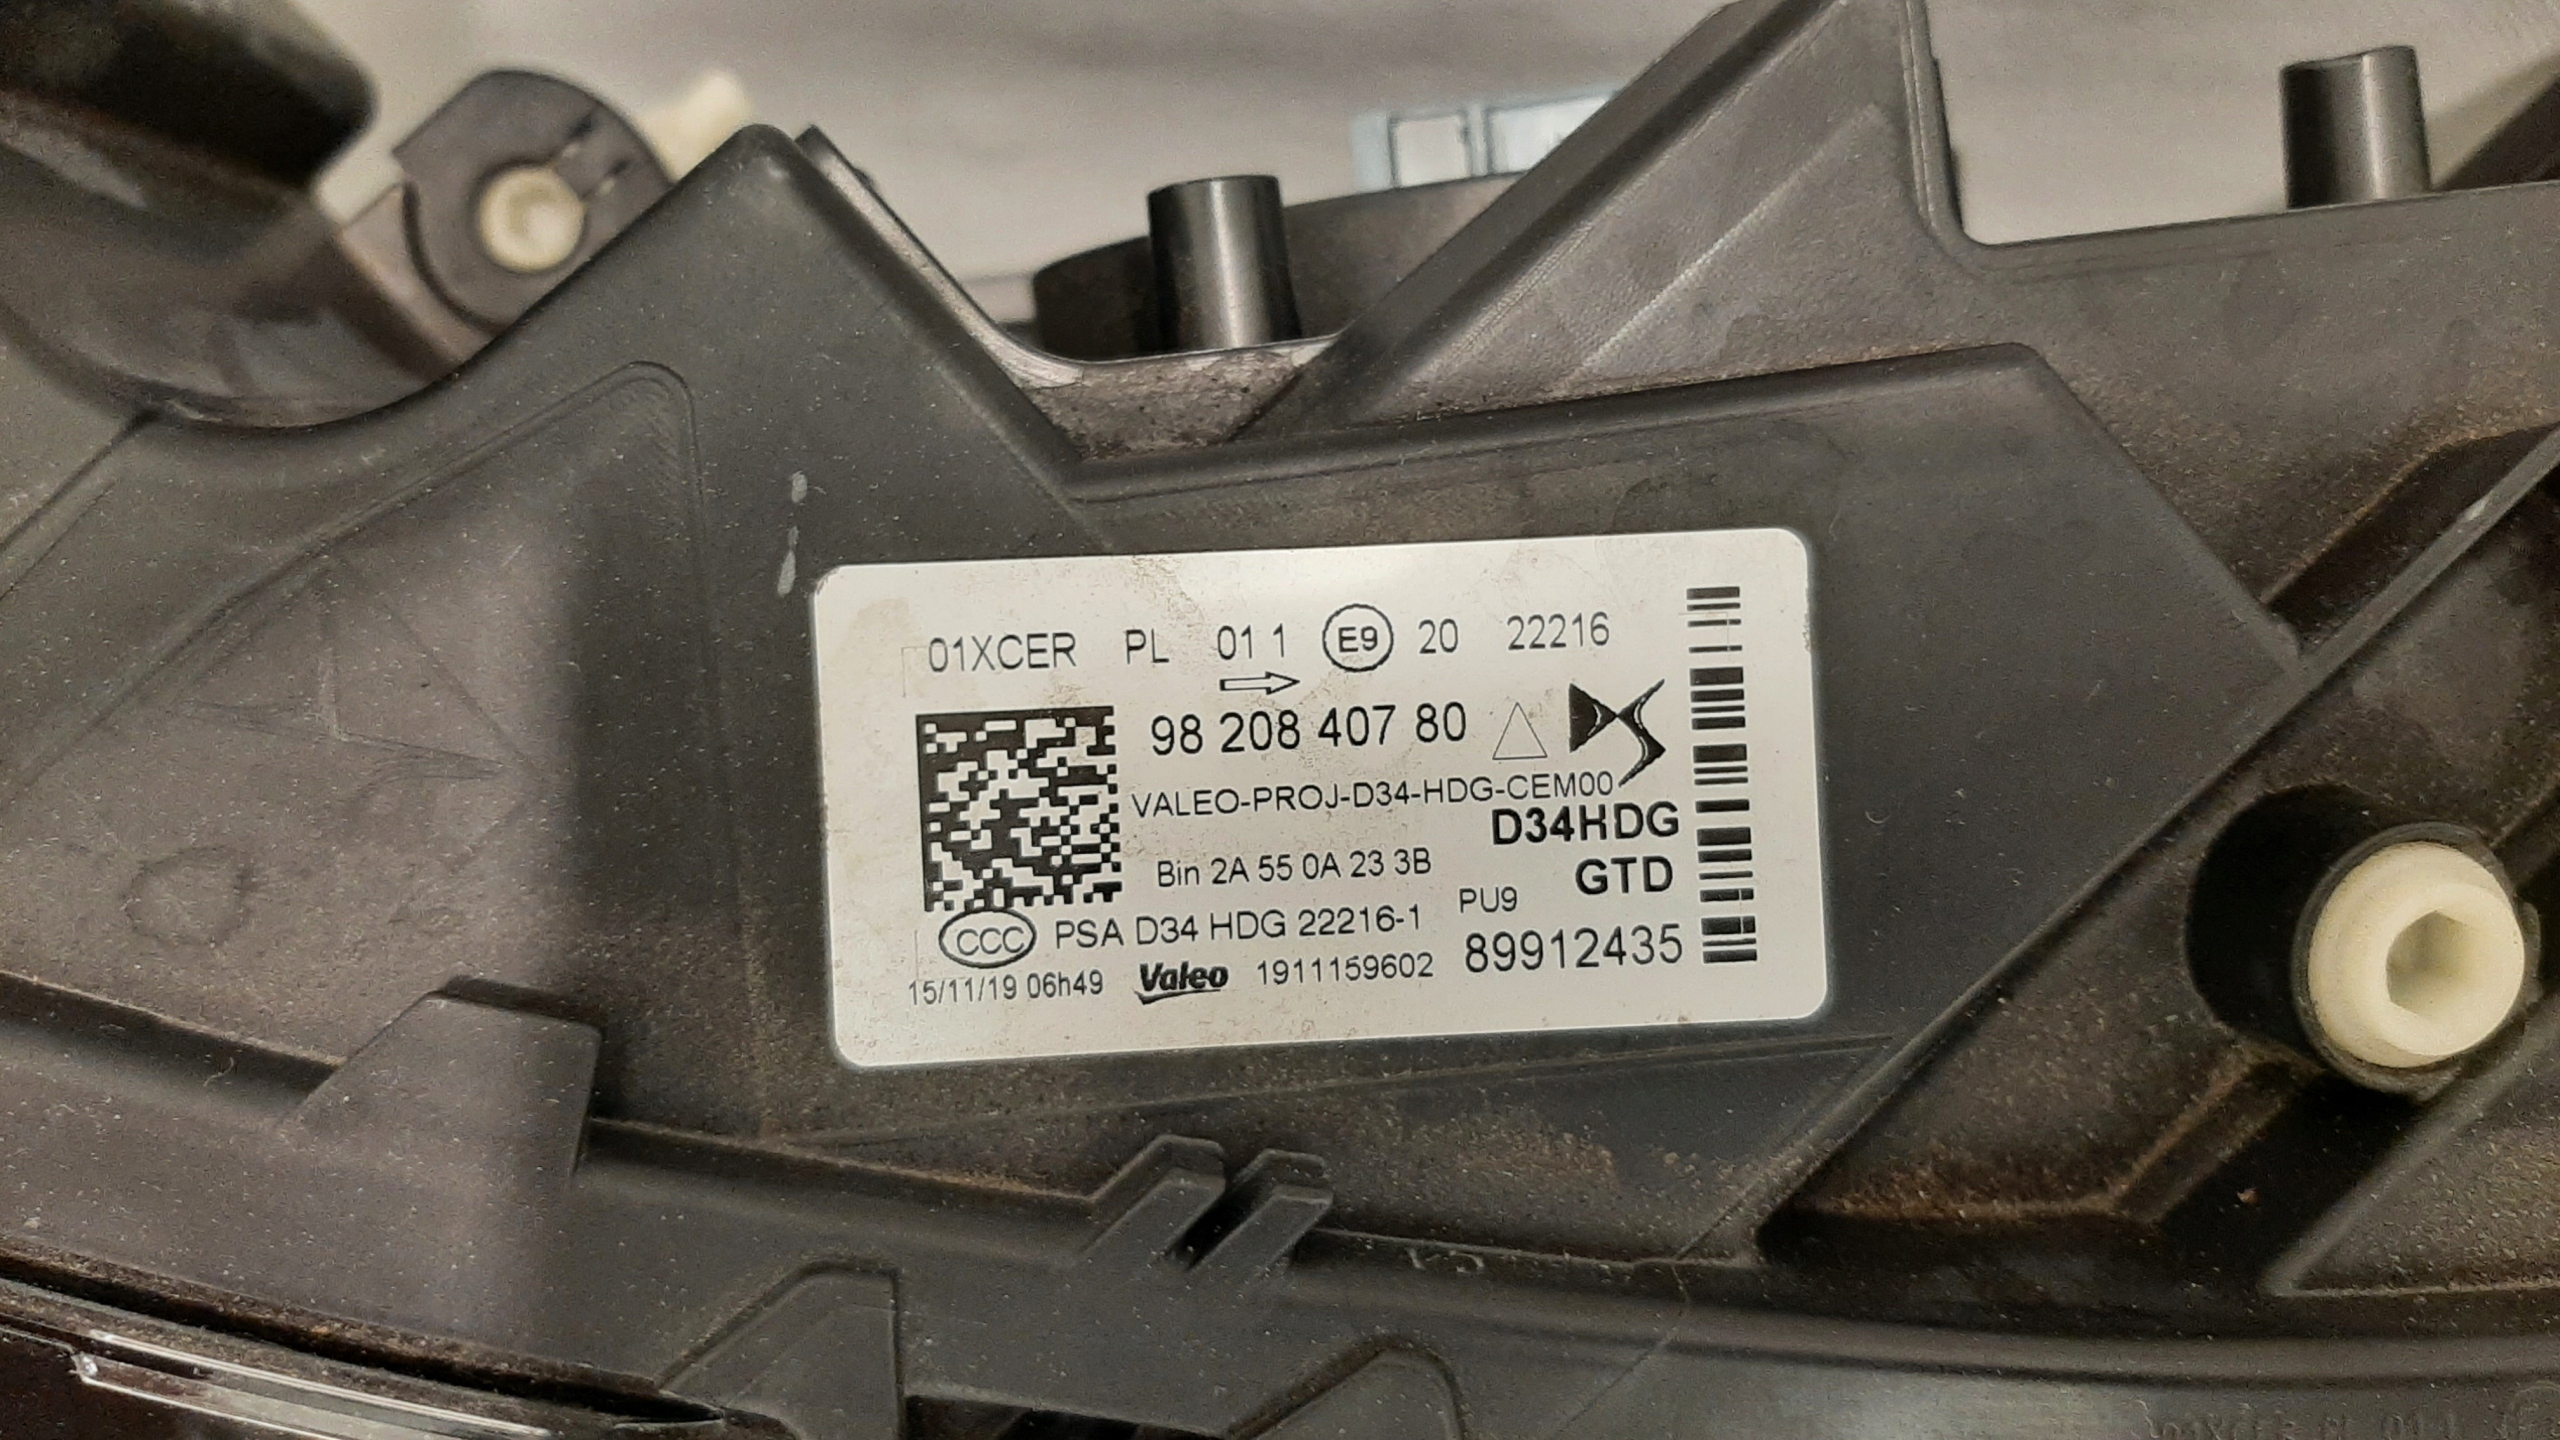 01XCER PL 01 1 E9 20 22216
98 208 407 80 DS
VALEO-PROJ-D34-HDG-CEM00
D34HDG
Bin 2A 55 0A 23 3B GTD
CCC PSA D34 HDG 22216-1 PU9
15/11/19 06h49 Valeo 1911159602 89912435